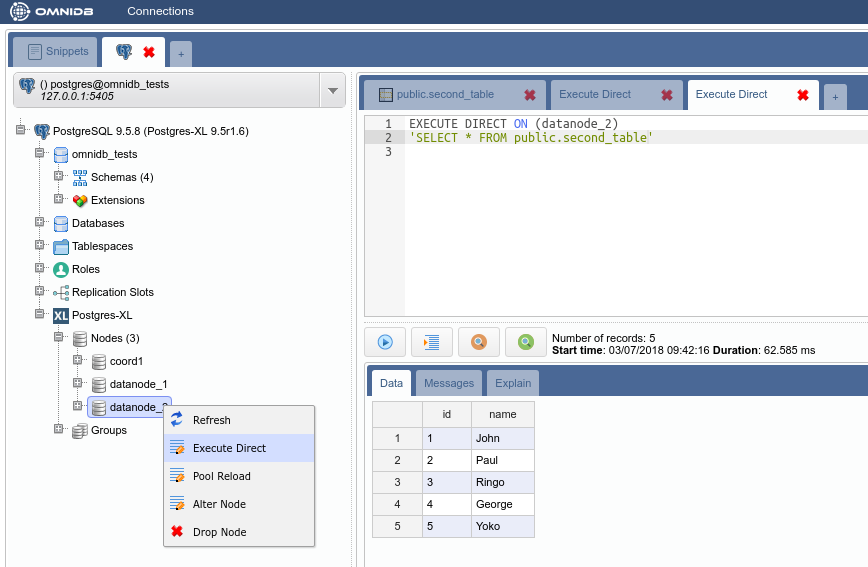 OMNIDB Connections
Snippets
+
() postgres@omnidb_tests
127.0.0.1:5405
PostgreSQL 9.5.8 (Postgres-XL 9.5r1.6)
omnidb_tests
Schemas (4)
Extensions
Databases
Tablespaces
Roles
Replication Slots
XL Postgres-XL
Nodes (3)
coord1
datanode_1
datanode_2
Groups
Refresh
Execute Direct
Pool Reload
Alter Node
Drop Node
public.second_table Execute Direct Execute Direct +
1 EXECUTE DIRECT ON (datanode_2)
2 'SELECT * FROM public.second_table'
3
Number of records: 5
Start time: 03/07/2018 09:42:16 Duration: 62.585 ms
Data Messages Explain
id name
1 1 John
2 2 Paul
3 3 Ringo
4 4 George
5 5 Yoko